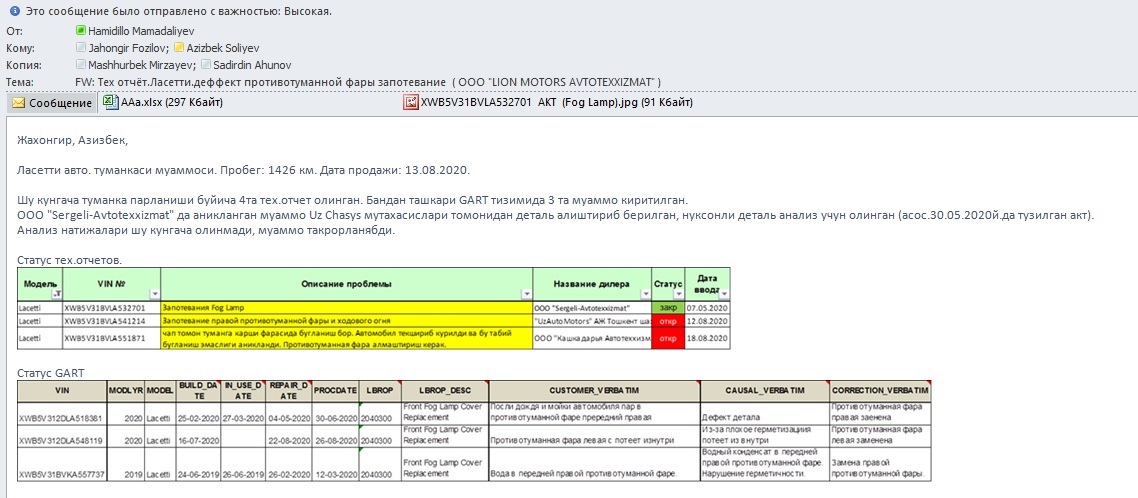 Это сообщение было отправлено с важностью: Высокая.
От: Hamidillo Mamadaliyev
Кому: Jahongir Fozilov; Azizbek Soliyev
Копия: Mashhurbek Mirzayev; Sadirdin Ahunov
Тема: FW: Тех отчёт.Ласетти.деффект противотуманной фары запотевание ( ООО "LION MOTORS AVTOTEXXIZMAT" )
Сообщение AAa.xlsx (297 Кбайт) XWB5V31BVLA532701 АКТ (Fog Lamp).jpg (91 Кбайт)
Жахонгир, Азизбек,
Ласетти авто. туманкаси муаммоси. Пробег: 1426 км. Дата продажи: 13.08.2020.
Шу кунгача туманка парланиши буйича 4та тех.отчет олинган. Бандан ташкари GART тизимида 3 та муаммо киритилган.
ООО "Sergeli-Avtotexxizmat" да аникланган муаммо Uz Chasys мутахасислари томонидан деталь алиштириб берилган, нуксонли деталь анализ учун олинган (асос.30.05.2020й.да тузилган акт).
Анализ натижалари шу кунгача олинмади, муаммо такрорланябди.
Статус тех.отчетов.
Модель VIN № Описание проблемы Название дилера Статус Дата ввода
Lacetti XWB5V31BVLA532701 Запотевания Fog Lamp ООО "Sergeli-Avtotexxizmat" закр 07.05.2020
Lacetti XWB5V31BVLA541214 Запотевание правой противотуманной фары и ходового огня "UzAutoMotors" АЖ Тошкент ша: откр 12.08.2020
Lacetti XWB5V31BVLA551871 чап томон туманга карши фарасида бугланиш бор. Автомобил текшириб курилди ва бу табий
бугланиш эмаслиги аникланди. Противотуманная фара алмаштириш керак. ООО "Кашкадарья Автотеххизм откр 18.08.2020
Статус GART
VIN MODLYR MODEL BUILD_DATE IN_USE_DATE REPAIR_DATE PROCDATE LBROP LBROP_DESC CUSTOMER_VERBATIM CAUSAL_VERBATIM CORRECTION_VERBATIM
XWB5V312DLA518381 2020 Lacetti 25-02-2020 27-03-2020 04-05-2020 30-06-2020 2040300 Front Fog Lamp Cover Replacement Посли дождя и мойки автомобиля пар в противотуманной фаре прередний правая Дефект детала Противотуманная фара правая заменена
XWB5V312DLA548119 2020 Lacetti 16-07-2020 22-08-2020 26-08-2020 2040300 Front Fog Lamp Cover Replacement Противотуманная фара левая с потеет изнутри Из-за плохое герметизациия потеет из внутри Противотуманная фара левая заменена
XWB5V31BVKA557737 2019 Lacetti 24-06-2019 26-06-2019 26-02-2020 12-03-2020 2040300 Front Fog Lamp Cover Replacement Вода в передней правой противотуманной фаре. Водный конденсат в передней правой противотуманной фаре. Нарушение герметичности. Замена правой противотуманной фары.